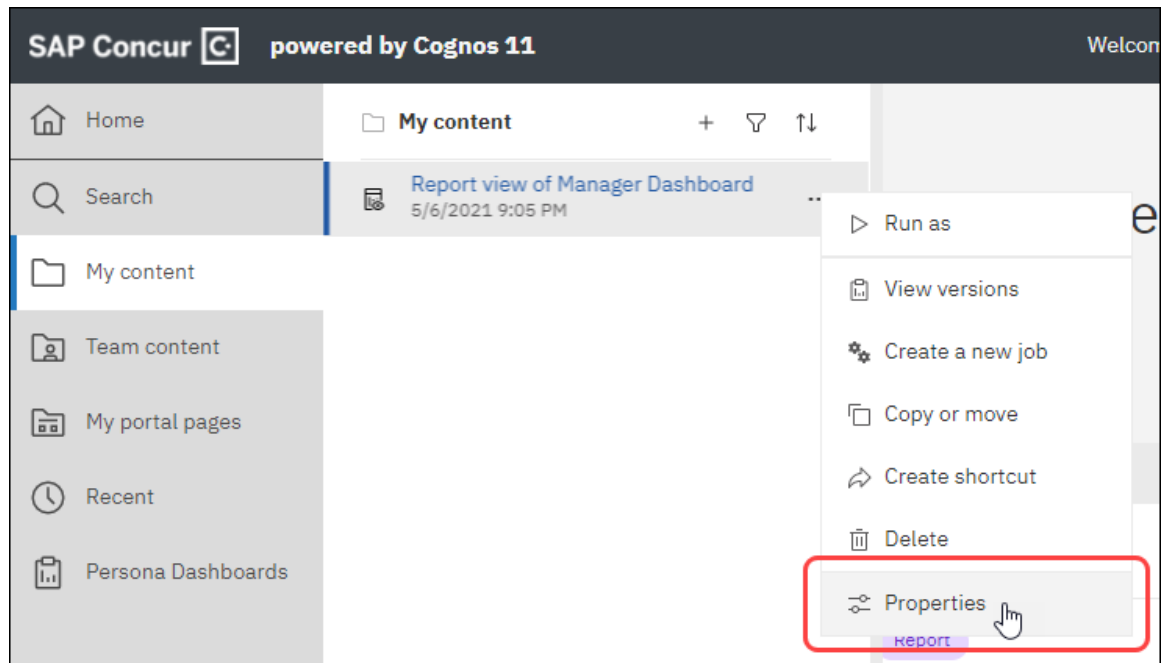 SAP Concur C powered by Cognos 11
Home
Search
My content
Team content
My portal pages
Recent
Persona Dashboards
My content
Report view of Manager Dashboard
5/6/2021 9:05 PM
Run as
View versions
Create a new job
Copy or move
Create shortcut
Delete
Properties
Report